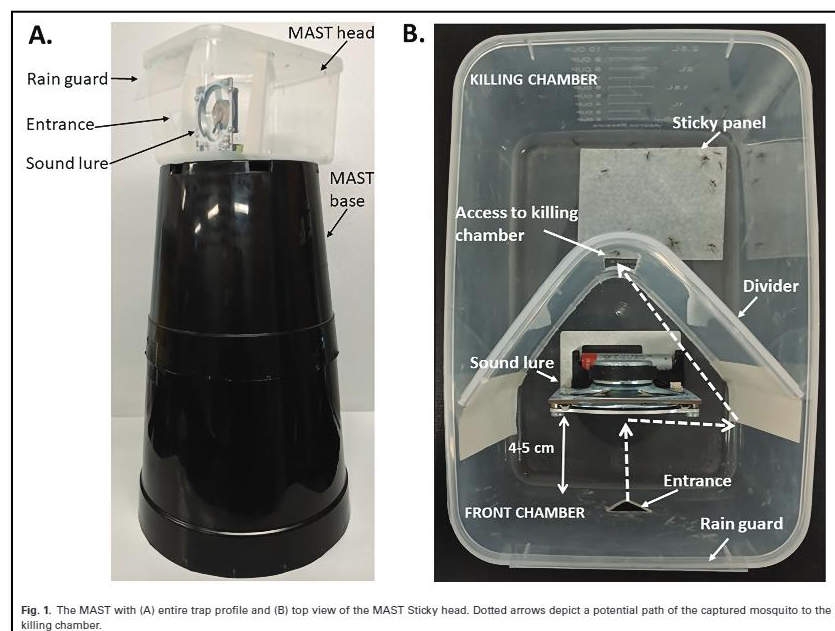 A.
MAST head
Rain guard
Entrance
Sound lure
MAST
base
B.
KILLING CHAMBER
Sticky panel
Access to killing
chamber
Divider
Sound lure
4-5 cm
Entrance
FRONT CHAMBER
Rain guard
Fig. 1. The MAST with (A) entire trap profile and (B) top view of the MAST Sticky head. Dotted arrows depict a potential path of the captured mosquito to the
killing chamber.